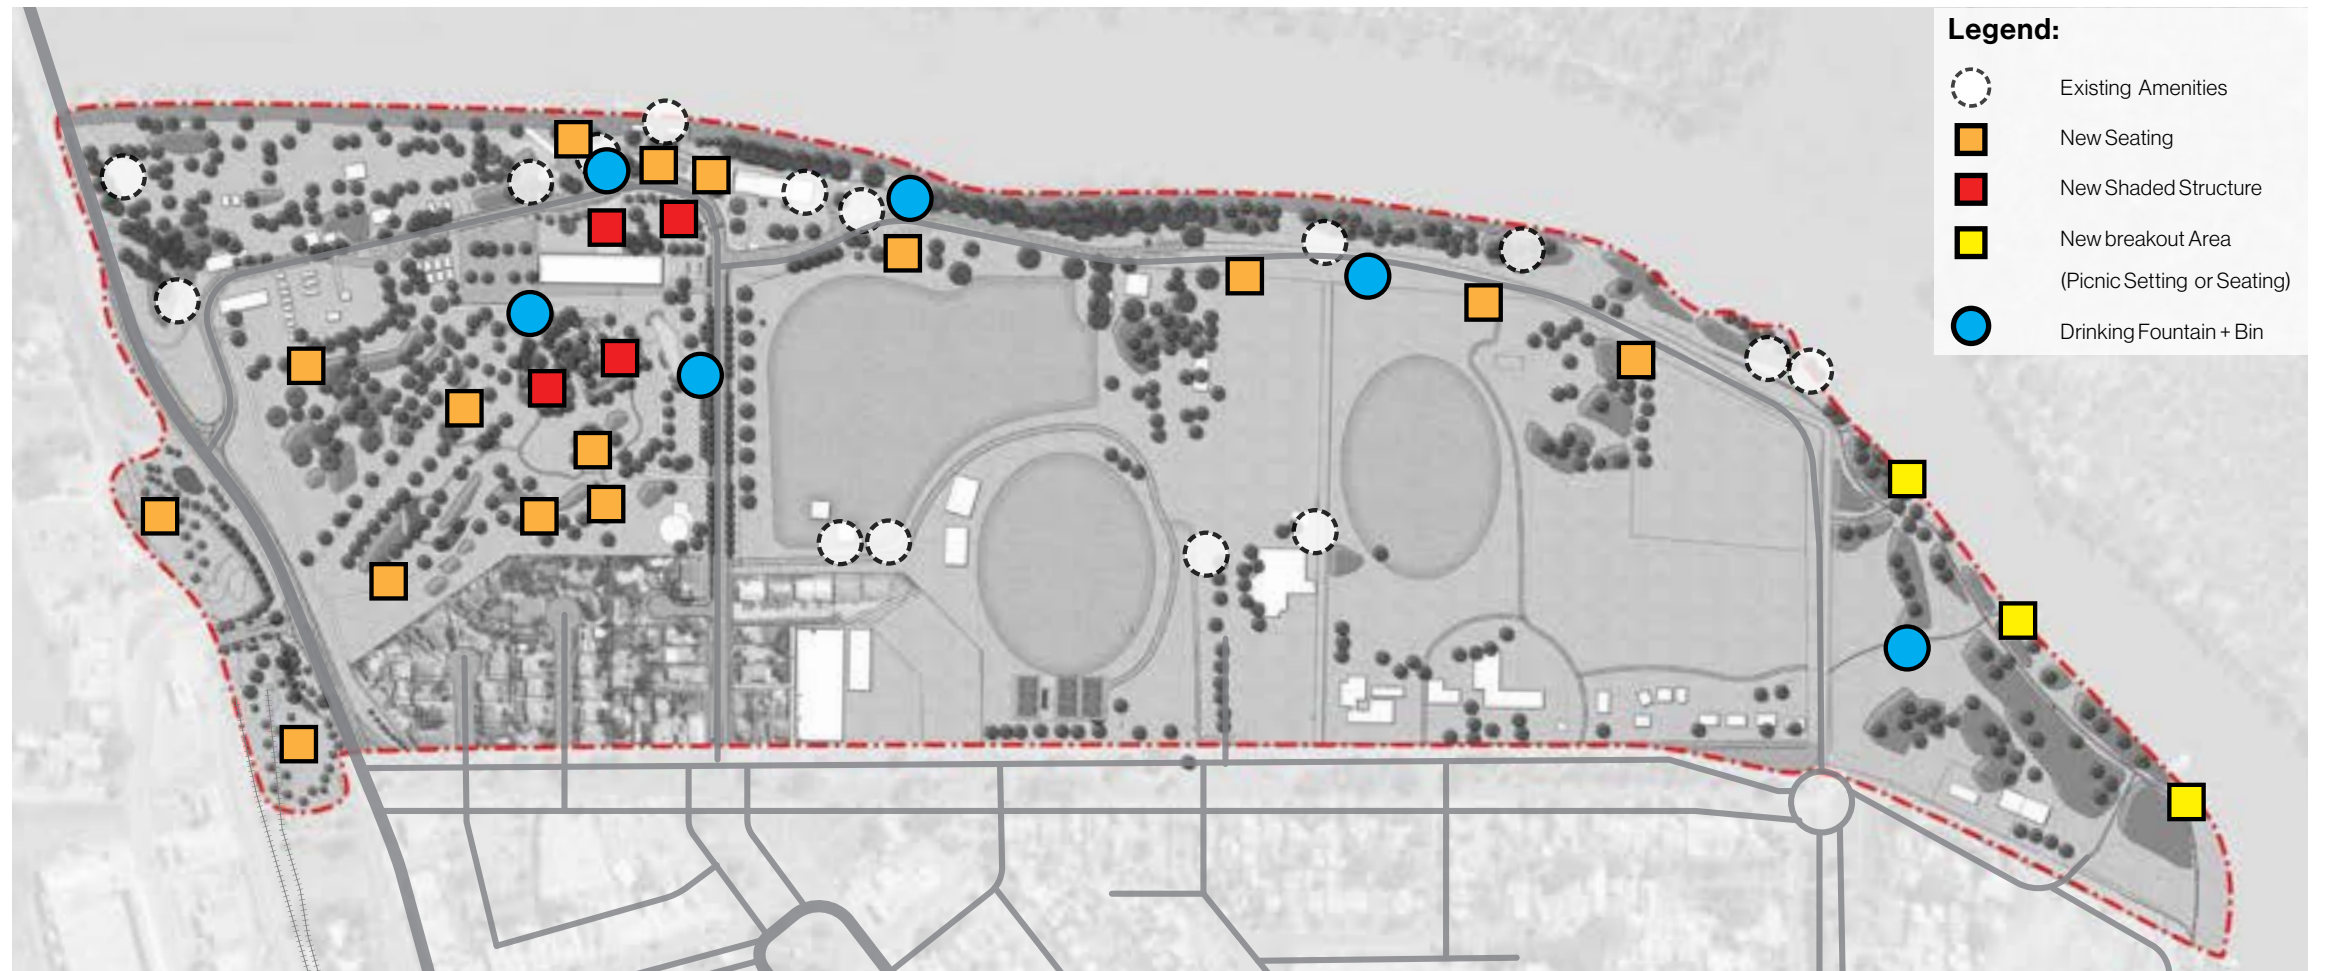 Legend:
Existing Amenities
New Seating
New Shaded Structure
New breakout Area
(Picnic Setting or Seating)
Drinking Fountain + Bin